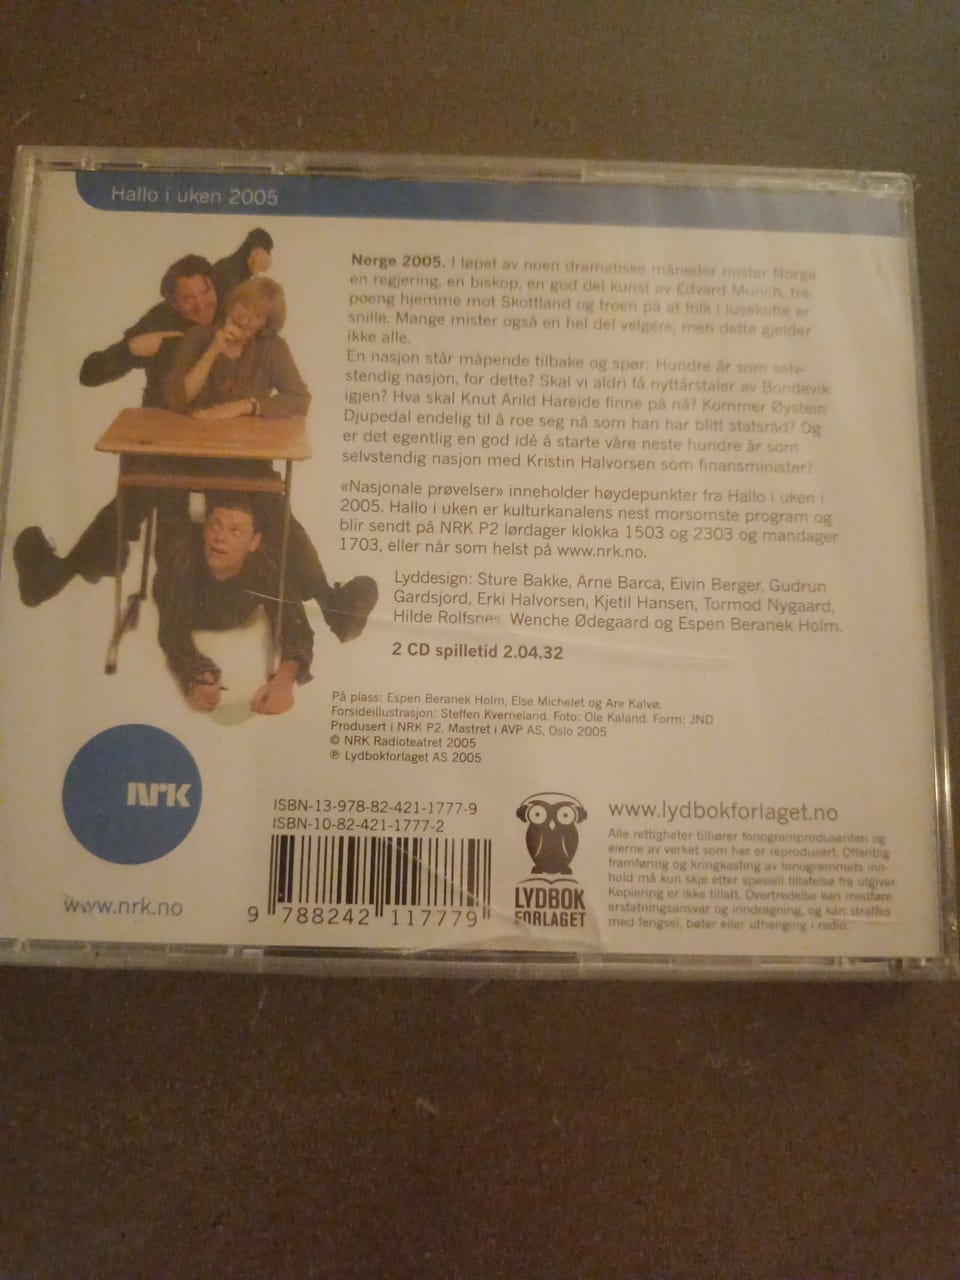 Hallo i uken 2005
Norge 2005. I løpet av noen dramatiske måneder mister Norge
en regjering, en biskop, en god del kunst av Edvard Munch, tre
poeng hjemme mot Skottland og troen på at folk i lusekofte er
snille. Mange mister også en hel del velgere, men dette gjelder
ikke alle.
En nasjon står måpende tilbake og spør: Hundre år som selv-
stendig nasjon, for dette? Skal vi aldri få nyttårstaler av Bondevik
igjen? Hva skal Knut Arild Hareide finne på nå? Kommer Øystein
Djupedal endelig til å roe seg nå som han har blitt statsråd? Og
er det egentlig en god idé å starte våre neste hundre år som
selvstendig nasjon med Kristin Halvorsen som finansminister?
«Nasjonale prøvelser» inneholder høydepunkter fra Hallo i uken i
2005. Hallo i uken er kulturkanalens nest morsomste program og
blir sendt på NRK P2 lørdager klokka 1503 og 2303 og mandager
1703, eller når som helst på www.nrk.no.
Lyddesign: Sture Bakke, Arne Barca, Eivin Berger, Gudrun
Gardsjord, Erki Halvorsen, Kjetil Hansen, Tormod Nygaard,
Hilde Rolfsnes, Wenche Ødegaard og Espen Beranek Holm.
2 CD spilletid 2.04.32
På plass: Espen Beranek Holm, Else Michelet og Are Kalvø.
Forsideillustrasjon: Steffen Kverneland. Foto: Ole Kaland. Form: JND
Produsert i NRK P2. Mastret i AVP AS, Oslo 2005
© NRK Radioteatret 2005
℗ Lydbokforlaget AS 2005
NRK
www.nrk.no
ISBN-13-978-82-421-1777-9
ISBN-10-82-421-1777-2
9 788242 117779
LYDBOK
FORLAGET
www.lydbokforlaget.no
Alle rettigheter tilhører fonogramprodusenten og
eierne av verket som her er reprodusert. Offentlig
framføring og kringkasting av fonogrammets inn-
hold må kun skje etter spesiell tillatelse fra utgiver.
Kopiering er ikke tillatt. Overtredelse kan medføre
erstatningsansvar og inndragning, og kan straffes
med fengsel, bøter eller uthenging i radio.